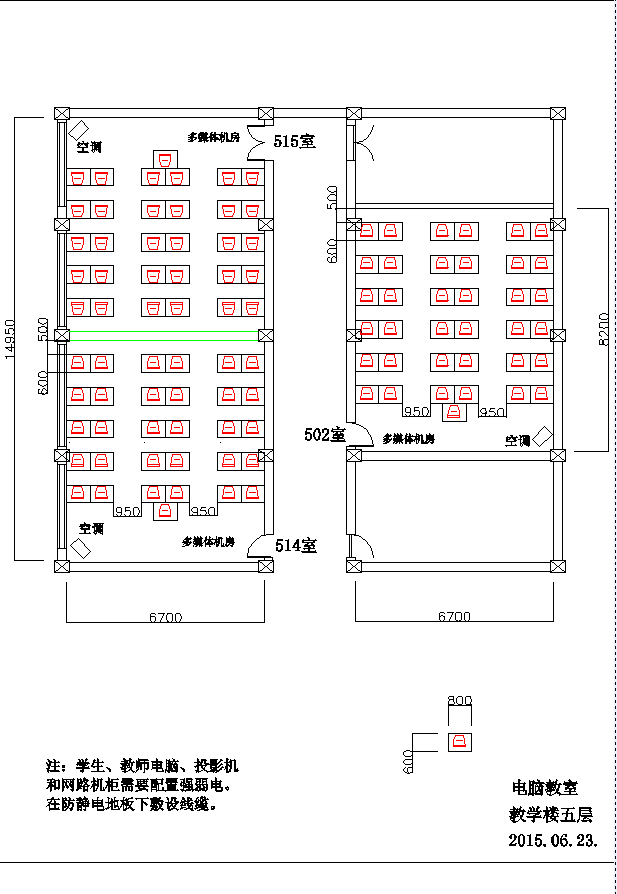 多媒体机房
515室
空调
500
600
14950
500
600
8200
950
950
502室
多媒体机房
空调
950
950
空调
多媒体机房
514室
6700
6700
800
600
注：学生、教师电脑、投影机
和网路机柜需要配置强弱电。
在防静电地板下敷设线缆。
电脑教室
教学楼五层
2015.06.23.